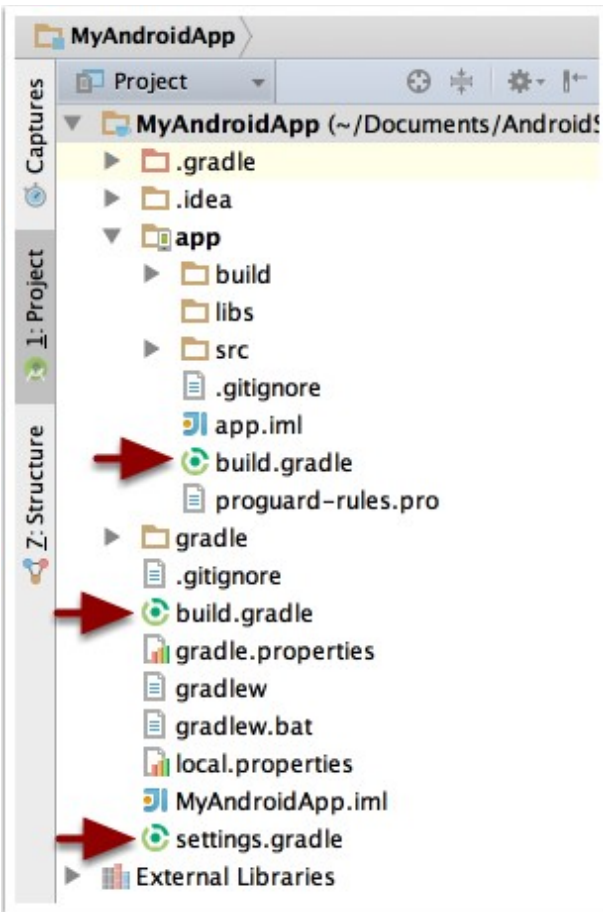 MyAndroidApp
Project
Captures
1: Project
Z: Structure
MyAndroidApp (~/Documents/AndroidS
.gradle
.idea
app
build
libs
src
.gitignore
app.iml
build.gradle
proguard-rules.pro
gradle
.gitignore
build.gradle
gradle.properties
gradlew
gradlew.bat
local.properties
MyAndroidApp.iml
settings.gradle
External Libraries